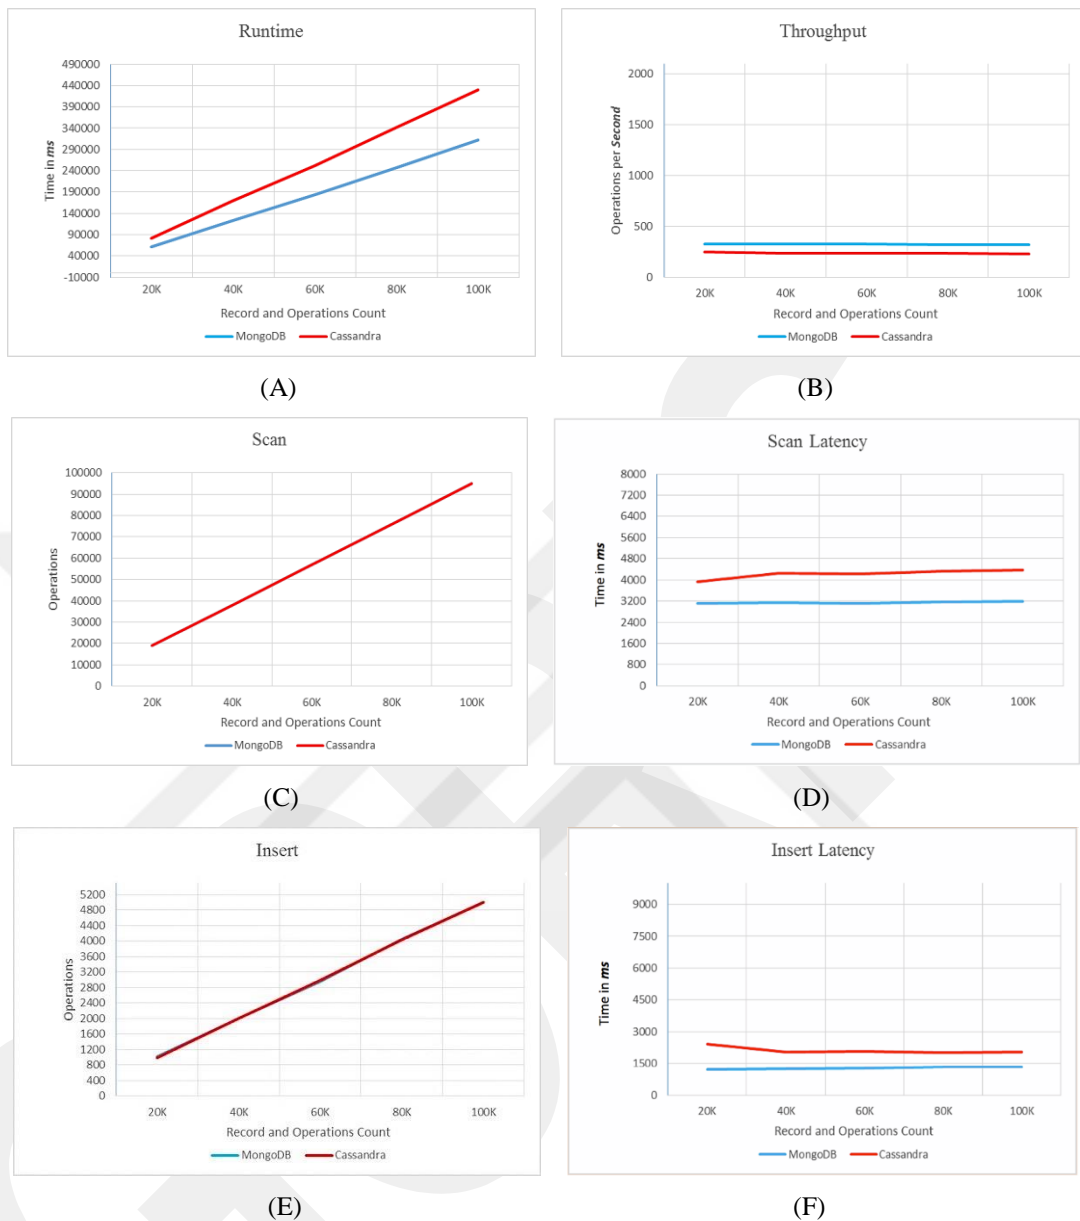 Runtime
490000
440000
390000
340000
290000
240000
190000
140000
90000
40000
-10000
Time in ms
20K 40K 60K 80K 100K
Record and Operations Count
MongoDB Cassandra
(A)
Throughput
2000
1500
1000
500
0
Operations per Second
20K 40K 60K 80K 100K
Record and Operations Count
MongoDB Cassandra
(B)
Scan
100000
90000
80000
70000
60000
50000
40000
30000
20000
10000
0
Operations
20K 40K 60K 80K 100K
Record and Operations Count
MongoDB Cassandra
(C)
Scan Latency
8000
7200
6400
5600
4800
4000
3200
2400
1600
800
0
Time in ms
20K 40K 60K 80K 100K
Record and Operations Count
MongoDB Cassandra
(D)
Insert
5200
4800
4400
4000
3600
3200
2800
2400
2000
1600
1200
800
400
0
Operations
20K 40K 60K 80K 100K
Record and Operations Count
MongoDB Cassandra
(E)
Insert Latency
9000
7500
6000
4500
3000
1500
0
Time in ms
20K 40K 60K 80K 100K
Record and Operations Count
MongoDB Cassandra
(F)